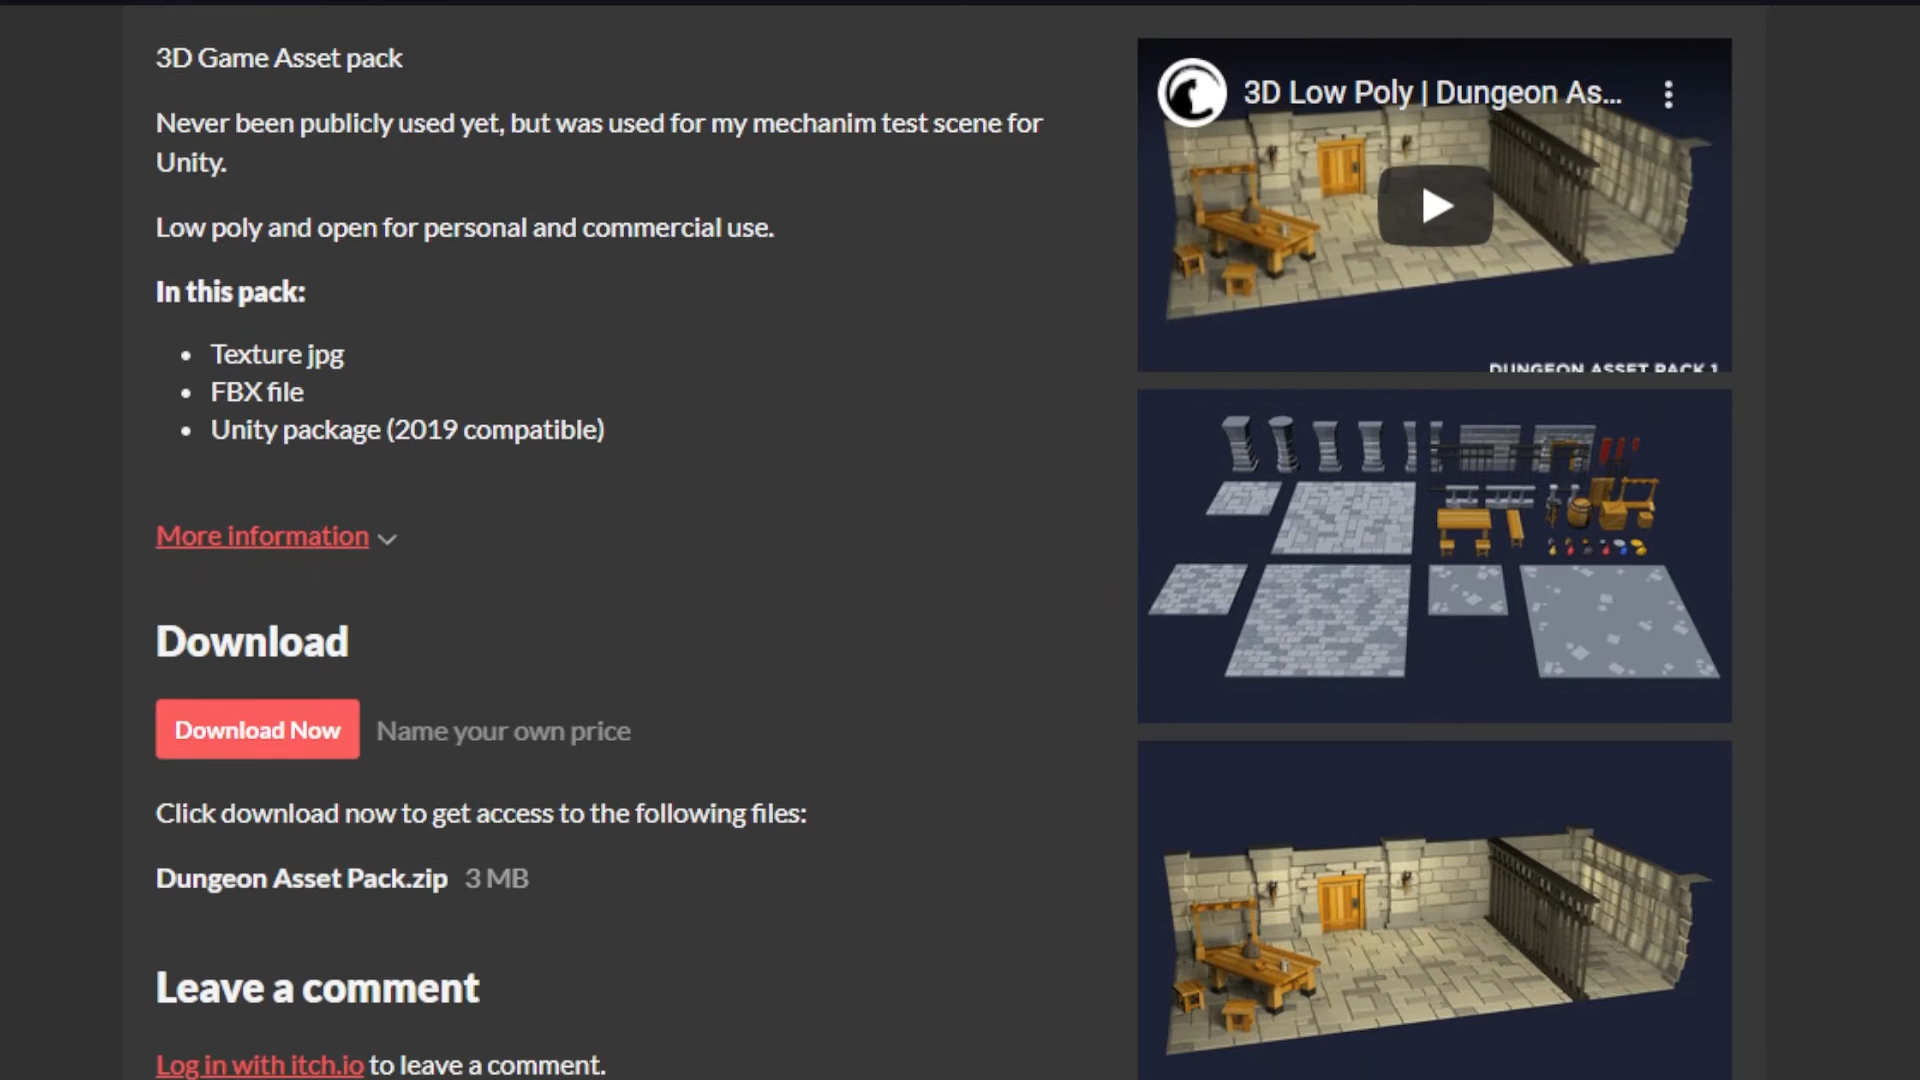 3D Game Asset pack
Never been publicly used yet, but was used for my mechanim test scene for
Unity.
Low poly and open for personal and commercial use.
In this pack:
Texture jpg
FBX file
Unity package (2019 compatible)
More information
Download
Download Now Name your own price
Click download now to get access to the following files:
Dungeon Asset Pack.zip 3 MB
Leave a comment
Log in with itch.io to leave a comment.
3D Low Poly | Dungeon As...
DUNGEON ASSET PACK 1